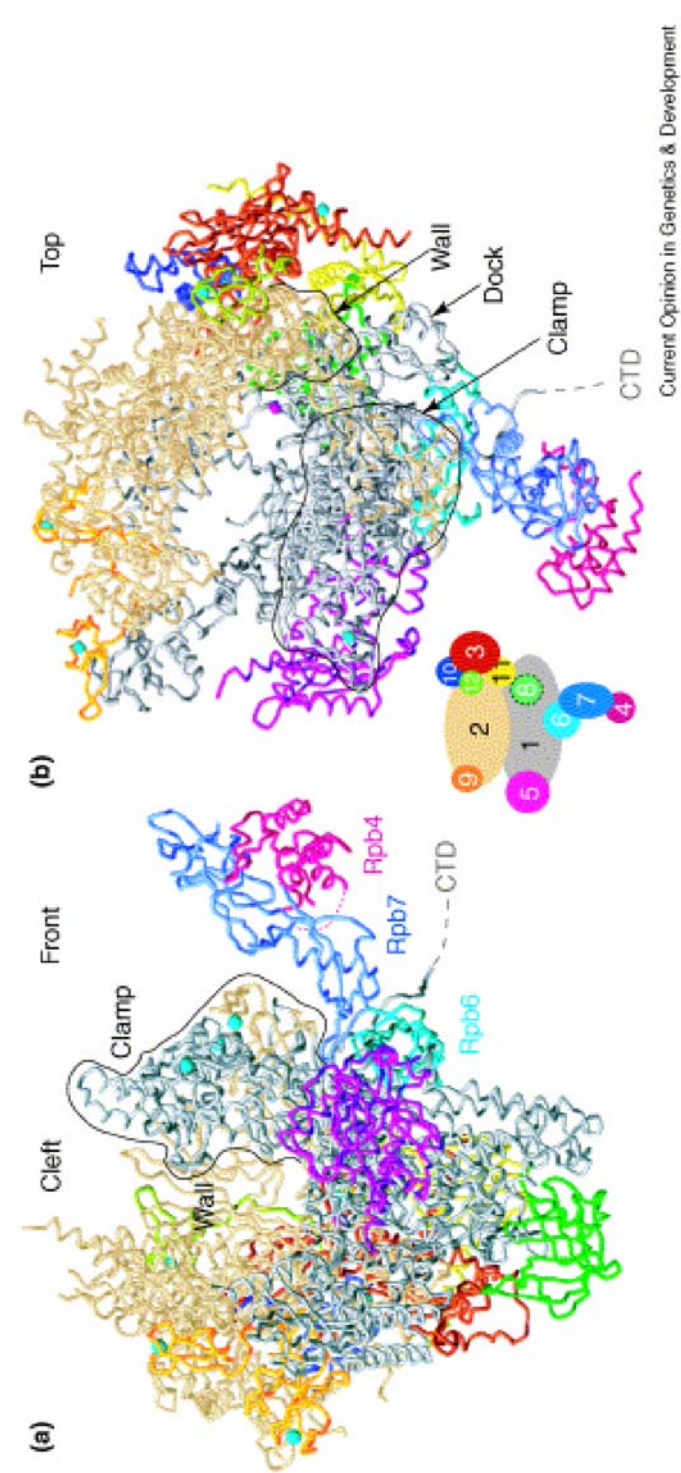 (a)
Cleft
Front
Clamp
Wall
Rpb4
Rpb7
Rpb6
CTD
(b)
Top
Wall
Dock
Clamp
CTD
9
2
10
12
3
11
8
1
5
6
7
4
Current Opinion in Genetics & Development